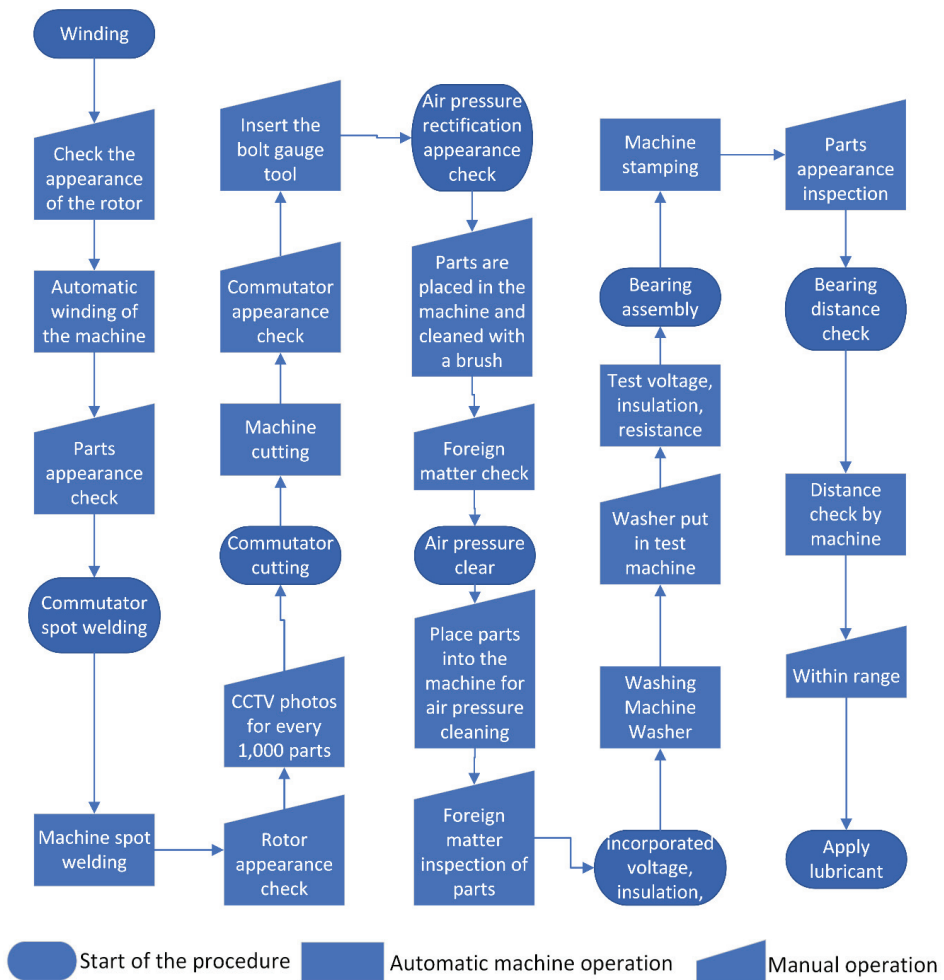 Winding
Check the
appearance
of the rotor
Automatic
winding of
the machine
Parts
appearance
check
Commutator
spot welding
Machine spot
welding
Rotor
appearance
check
CCTV photos
for every
1,000 parts
Commutator
cutting
Machine
cutting
Commutator
appearance
check
Insert the
bolt gauge
tool
Air pressure
rectification
appearance
check
Parts are
placed in the
machine and
cleaned with
a brush
Foreign
matter check
Air pressure
clear
Place parts
into the
machine for
air pressure
cleaning
Foreign
matter
inspection of
parts
incorporated
voltage,
insulation,
Washing
Machine
Washer
Washer put
in test
machine
Test voltage,
insulation,
resistance
Bearing
assembly
Machine
stamping
Parts
appearance
inspection
Bearing
distance
check
Distance
check by
machine
Within range
Apply
lubricant
Start of the procedure
Automatic machine operation
Manual operation